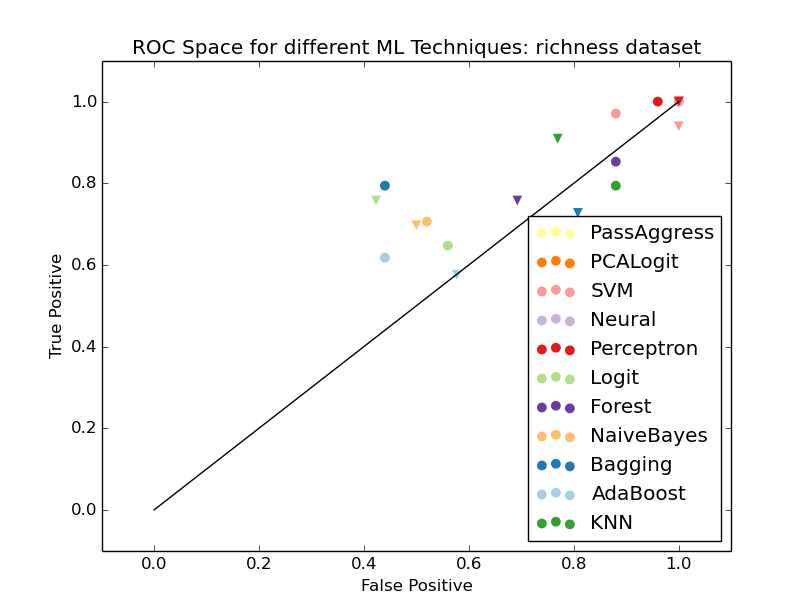 ROC Space for different ML Techniques: richness dataset
True Positive
1.0
0.8
0.6
0.4
0.2
0.0
PassAggress
PCALogit
SVM
Neural
Perceptron
Logit
Forest
NaiveBayes
Bagging
AdaBoost
KNN
0.0 0.2 0.4 0.6 0.8 1.0
False Positive